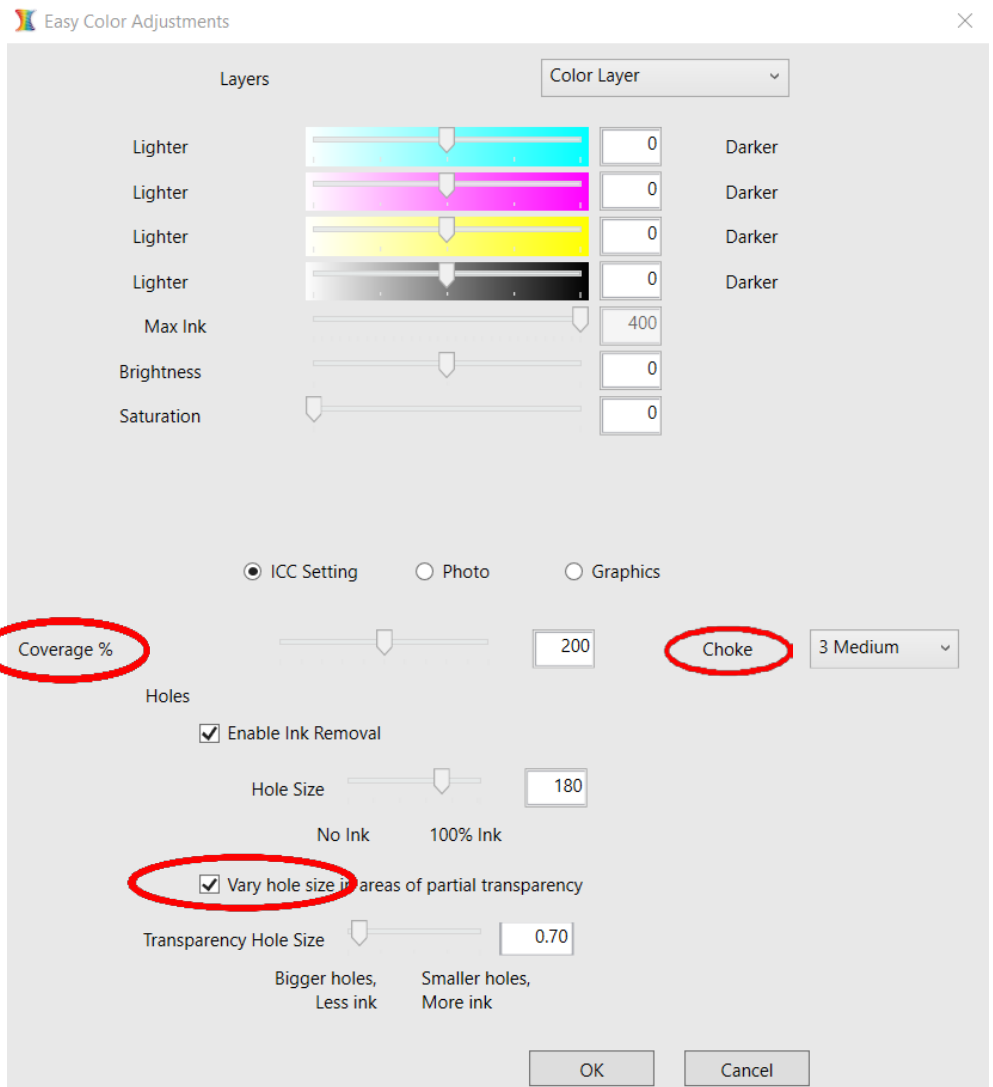 Easy Color Adjustments
Layers Color Layer
Lighter 0 Darker
Lighter 0 Darker
Lighter 0 Darker
Lighter 0 Darker
Max Ink 400
Brightness 0
Saturation 0
ICC Setting Photo Graphics
Coverage % 200 Choke 3 Medium
Holes
Enable Ink Removal
Hole Size 180
No Ink 100% Ink
Vary hole size in areas of partial transparency
Transparency Hole Size 0.70
Bigger holes, Smaller holes,
Less ink More ink
OK Cancel